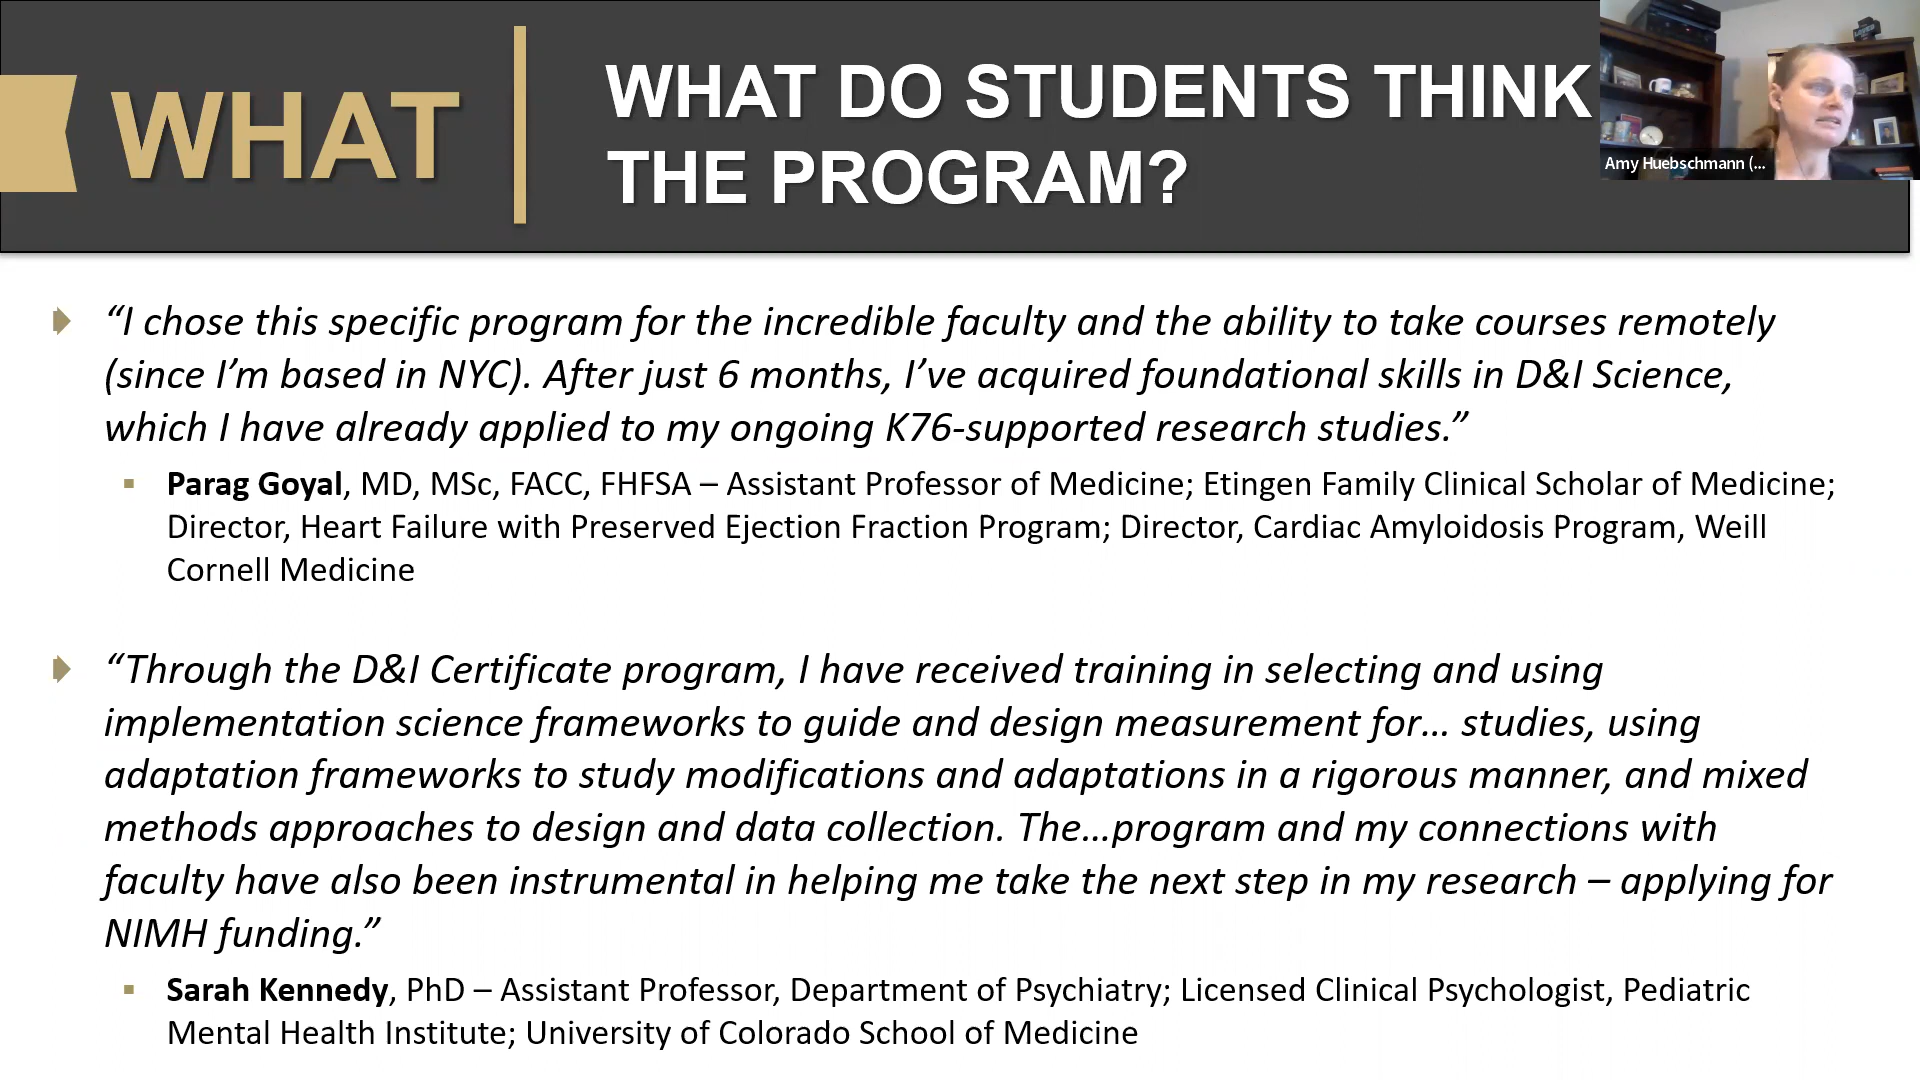 WHAT
WHAT DO STUDENTS THINK
THE PROGRAM?
Amy Huebschmann (...
“I chose this specific program for the incredible faculty and the ability to take courses remotely
(since I’m based in NYC). After just 6 months, I’ve acquired foundational skills in D&I Science,
which I have already applied to my ongoing K76-supported research studies.”
Parag Goyal, MD, MSc, FACC, FHFSA – Assistant Professor of Medicine; Etingen Family Clinical Scholar of Medicine;
Director, Heart Failure with Preserved Ejection Fraction Program; Director, Cardiac Amyloidosis Program, Weill
Cornell Medicine
“Through the D&I Certificate program, I have received training in selecting and using
implementation science frameworks to guide and design measurement for… studies, using
adaptation frameworks to study modifications and adaptations in a rigorous manner, and mixed
methods approaches to design and data collection. The…program and my connections with
faculty have also been instrumental in helping me take the next step in my research – applying for
NIMH funding.”
Sarah Kennedy, PhD – Assistant Professor, Department of Psychiatry; Licensed Clinical Psychologist, Pediatric
Mental Health Institute; University of Colorado School of Medicine